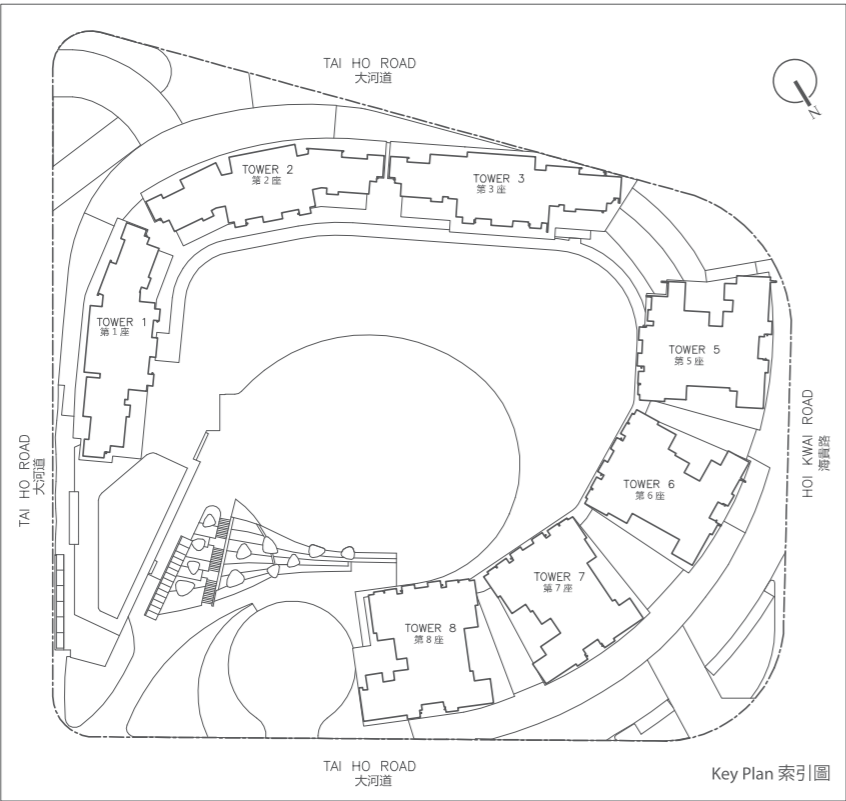 TAI HO ROAD
大河道
N
TOWER 2
第2座
TOWER 3
第3座
TOWER 1
第1座
TOWER 5
第5座
TAI HO ROAD
大河道
HOI KWAI ROAD
海貴路
TOWER 6
第6座
TOWER 7
第7座
TOWER 8
第8座
TAI HO ROAD
大河道
Key Plan 索引圖